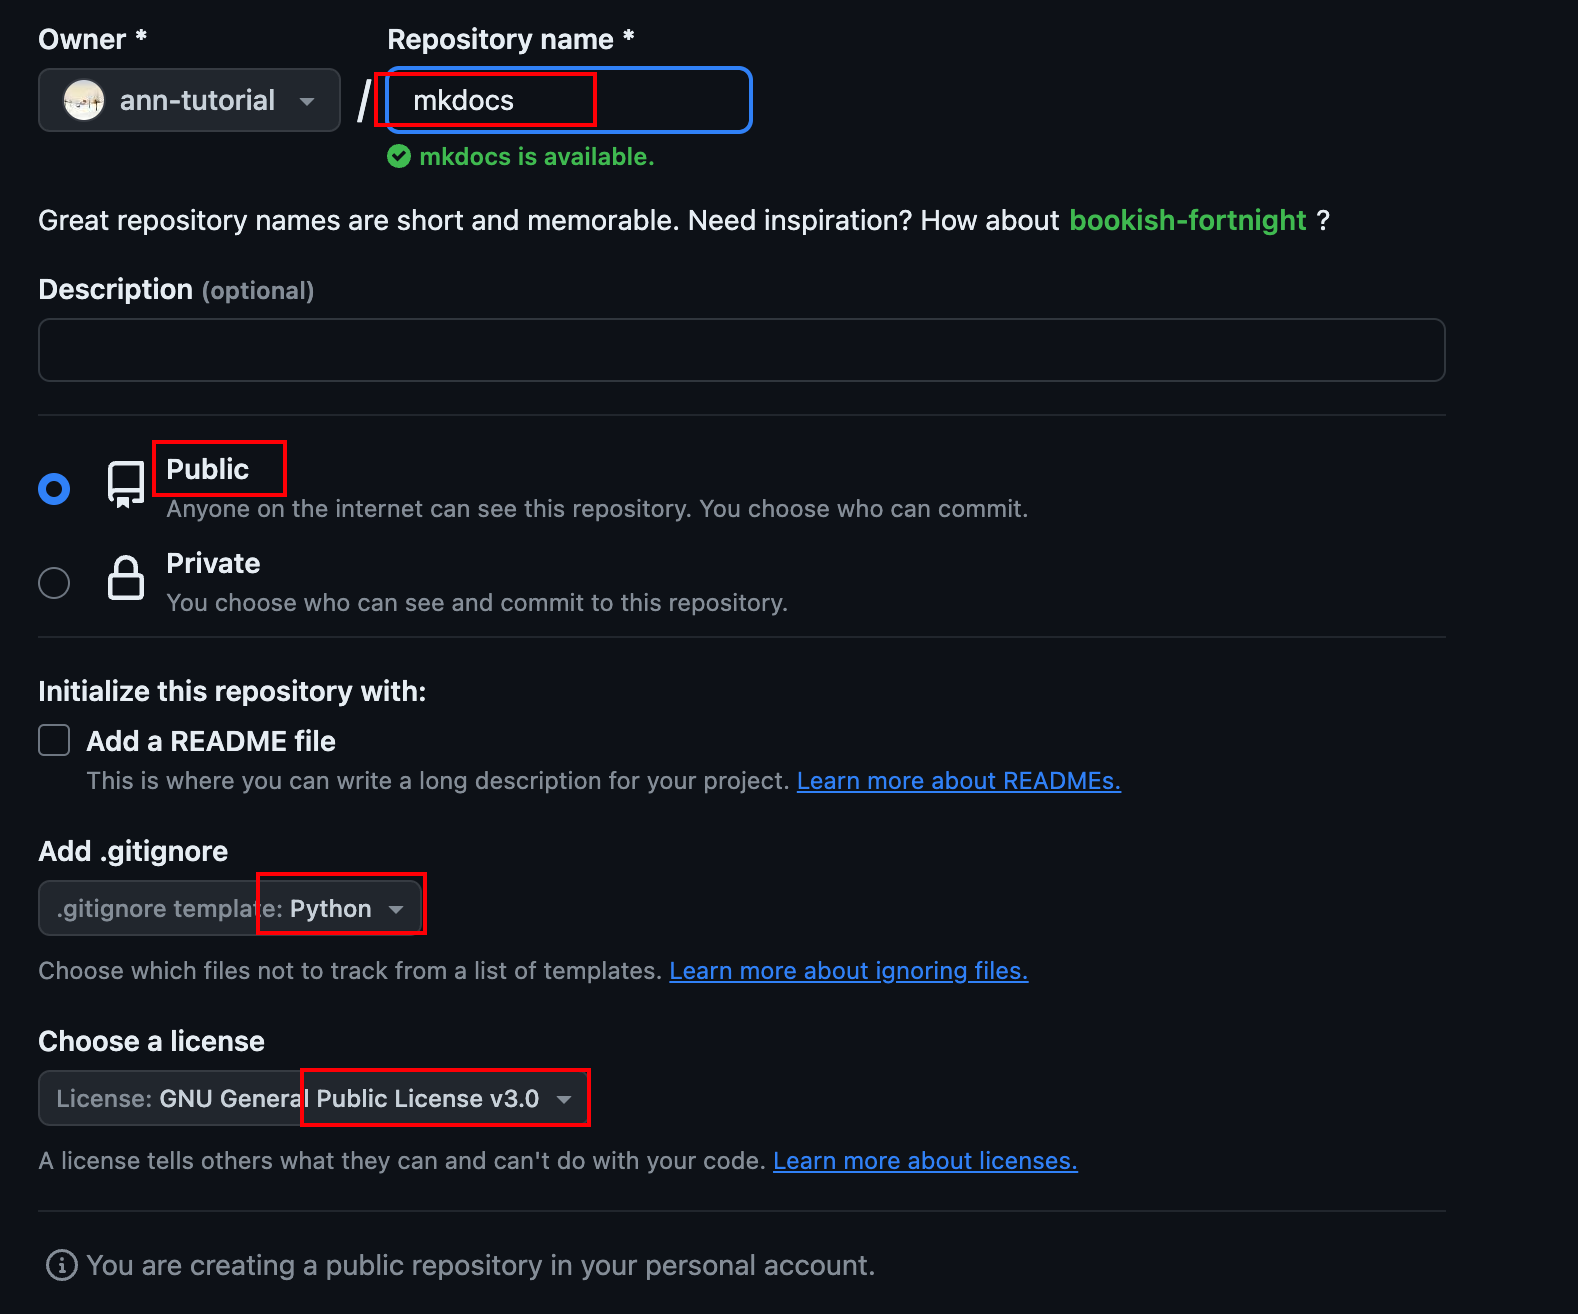 Owner *
Repository name *
ann-tutorial
/
mkdocs
mkdocs is available.
Great repository names are short and memorable. Need inspiration? How about bookish-fortnight ?
Description (optional)
Public
Anyone on the internet can see this repository. You choose who can commit.
Private
You choose who can see and commit to this repository.
Initialize this repository with:
Add a README file
This is where you can write a long description for your project. Learn more about READMEs.
Add .gitignore
.gitignore template: Python
Choose which files not to track from a list of templates. Learn more about ignoring files.
Choose a license
License: GNU General Public License v3.0
A license tells others what they can and can't do with your code. Learn more about licenses.
You are creating a public repository in your personal account.